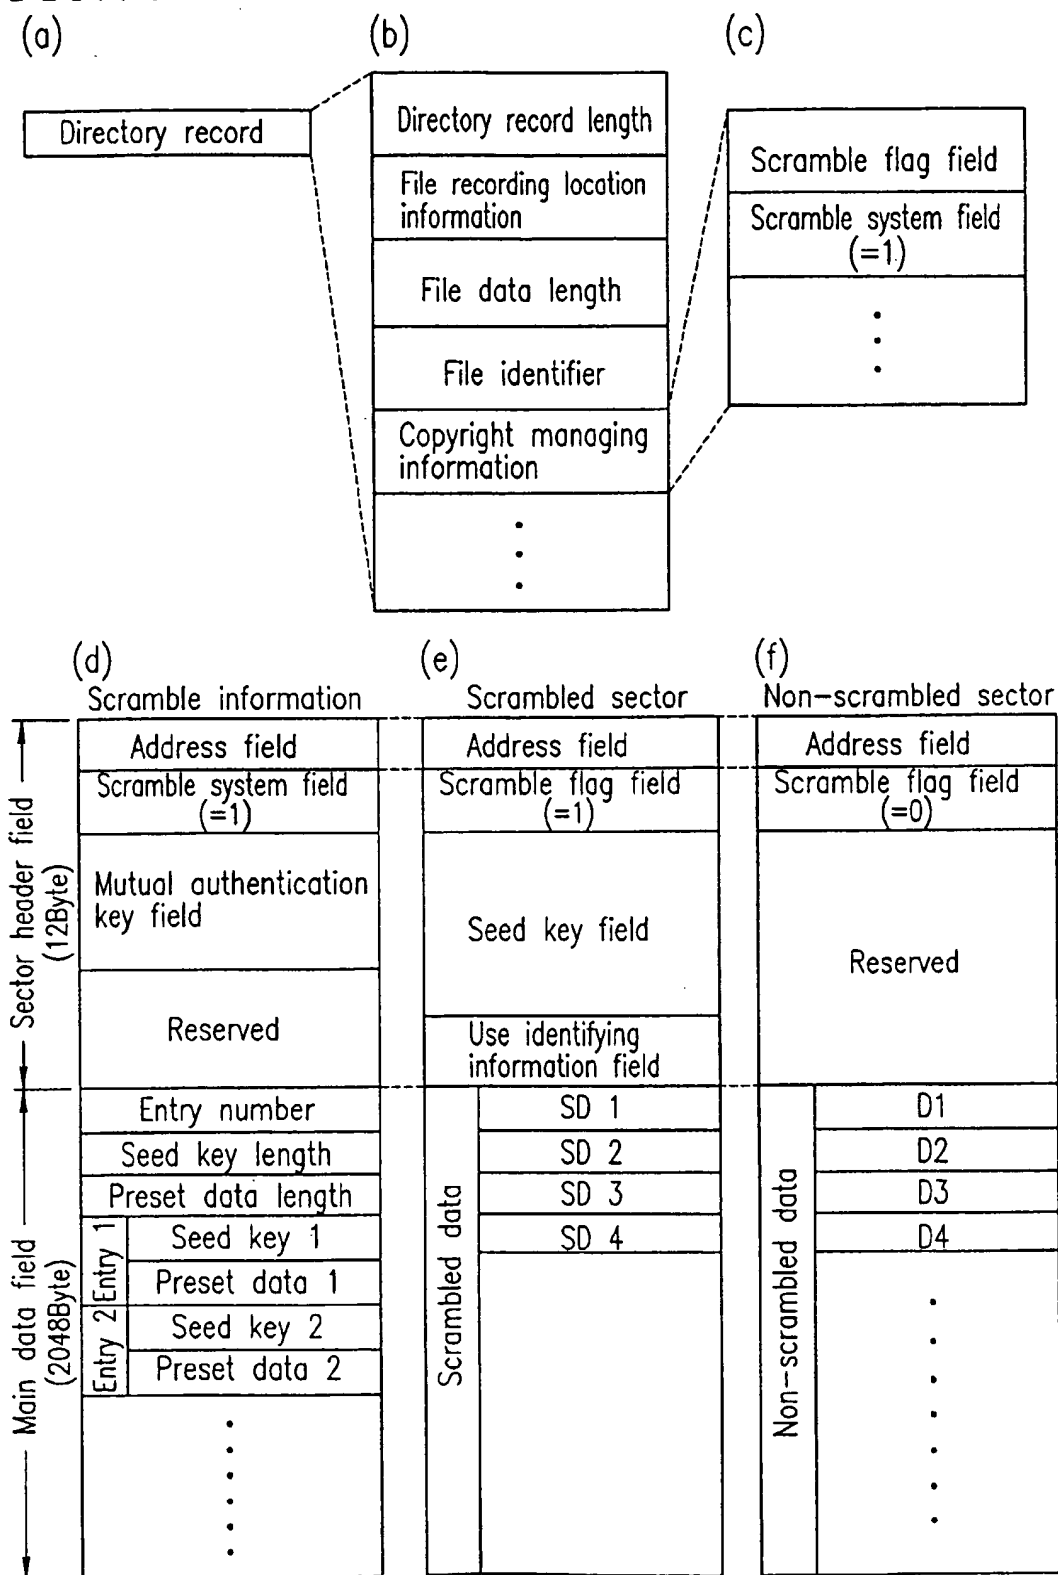 (a)
(b)
(c)
Directory record
Directory record length
File recording location
information
File data length
File identifier
Copyright managing
information
Scramble flag field
Scramble system field
(=1)
(d)
(e)
(f)
Scramble information
Scrambled sector
Non-scrambled sector
Sector header field
(12Byte)
Address field
Scramble system field
(=1)
Mutual authentication
key field
Reserved
Address field
Scramble flag field
(=1)
Seed key field
Use identifying
information field
Address field
Scramble flag field
(=0)
Reserved
Main data field
(2048Byte)
Entry number
Seed key length
Preset data length
Entry 1
Seed key 1
Preset data 1
Entry 2
Seed key 2
Preset data 2
Scrambled data
SD 1
SD 2
SD 3
SD 4
Non-scrambled data
D1
D2
D3
D4